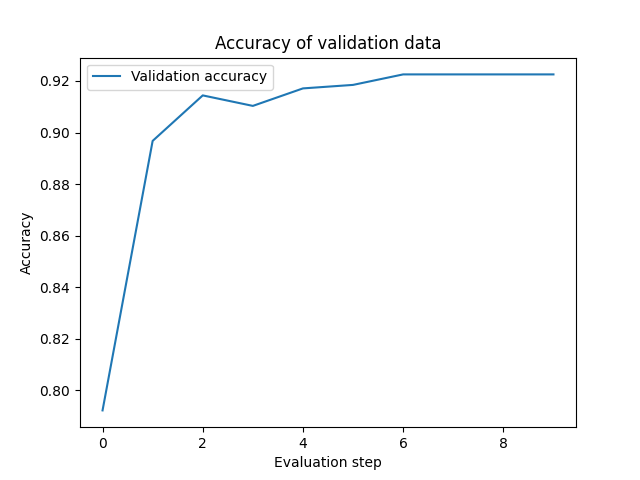 Accuracy of validation data
Validation accuracy
0.92
0.90
0.88
0.86
0.84
0.82
0.80
Accuracy
0 2 4 6 8
Evaluation step